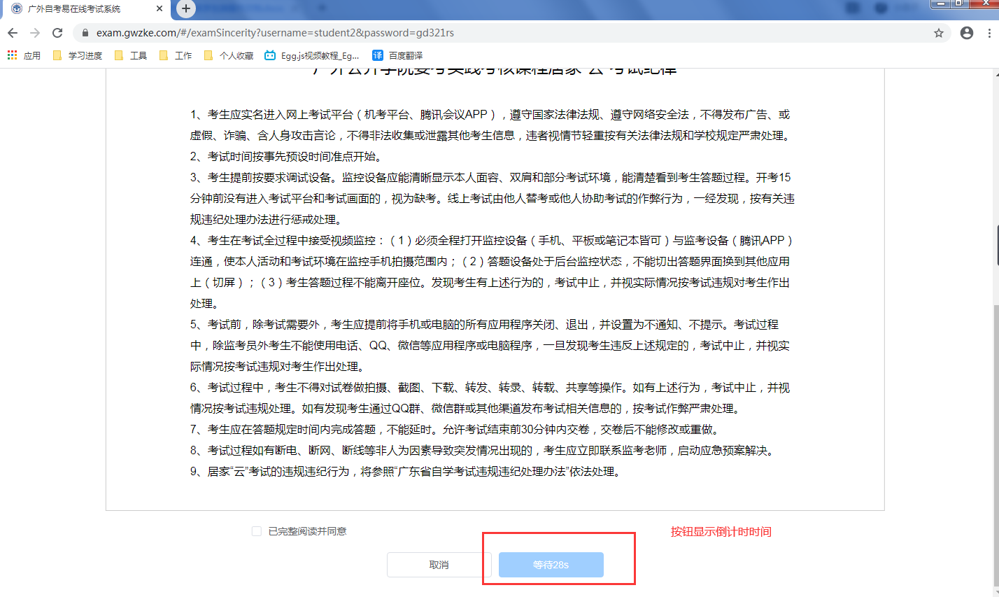 广外自考易在线考试系统
exam.gwzke.com/#/examSincerity?username=student2&password=gd321rs
应用 学习进度 工具 工作 个人收藏 Egg.js视频教程_Eg... 译 百度翻译
广外公开学院委考实践考核课程居家“云”考试纪律
1、考生应实名进入网上考试平台（机考平台、腾讯会议APP），遵守国家法律法规、遵守网络安全法，不得发布广告、或
虚假、诈骗、含人身攻击言论，不得非法收集或泄露其他考生信息，违者视情节轻重按有关法律法规和学校规定严肃处理。
2、考试时间按事先预设时间准点开始。
3、考生提前按要求调试设备。监控设备应能清晰显示本人面容、双肩和部分考试环境，能清楚看到考生答题过程。开考15
分钟前没有进入考试平台和考试画面的，视为缺考。线上考试由他人替考或他人协助考试的作弊行为，一经发现，按有关违
规违纪处理办法进行惩戒处理。
4、考生在考试全过程中接受视频监控：（1）必须全程打开监控设备（手机、平板或笔记本皆可）与监考设备（腾讯APP）
连通，使本人活动和考试环境在监控手机拍摄范围内；（2）答题设备处于后台监控状态，不能切出答题界面换到其他应用
上（切屏）；（3）考生答题过程不能离开座位。发现考生有上述行为的，考试中止，并视实际情况按考试违规对考生作出
处理。
5、考试前，除考试需要外，考生应提前将手机或电脑的所有应用程序关闭、退出，并设置为不通知、不提示。考试过程
中，除监考员外考生不能使用电话、QQ、微信等应用程序或电脑程序，一旦发现考生违反上述规定的，考试中止，并视实
际情况按考试违规对考生作出处理。
6、考试过程中，考生不得对试卷做拍摄、截图、下载、转发、转录、转载、共享等操作。如有上述行为，考试中止，并视
情况按考试违规处理。如有发现考生通过QQ群、微信群或其他渠道发布考试相关信息的，按考试作弊严肃处理。
7、考生应在答题规定时间内完成答题，不能延时。允许考试结束前30分钟内交卷，交卷后不能修改或重做。
8、考试过程如有断电、断网、断线等非人为因素导致突发情况出现的，考生应立即联系监考老师，启动应急预案解决。
9、居家“云”考试的违规违纪行为，将参照“广东省自学考试违规违纪处理办法”依法处理。
已完整阅读并同意
按钮显示倒计时时间
取消
等待28s